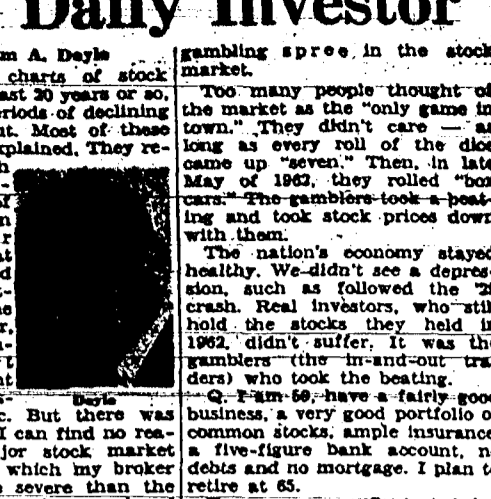 Daily Investor
m A. Doyle
charts of stock
ast 20 years or so,
eriods of declining
nt. Most of these
xplained. They re-
h
-
of
n
r
at
d
t-
he
r,
n-
t
nt
Doyle
c. But there was
I can find no rea-
jor stock market
which my broker
severe than the
gambling spree in the stock
market.
Too many people thought of
the market as the "only game in
town." They didn't care — as
long as every roll of the dice
came up "seven." Then, in late
May of 1962, they rolled "box
cars." The gamblers took a beat-
ing and took stock prices down
with them.
The nation's economy stayed
healthy. We didn't see a depres-
sion, such as followed the '29
crash. Real investors, who still
hold the stocks they held in
1962, didn't suffer. It was the
gamblers (the in-and-out tra-
ders) who took the beating.
Q. I am 59, have a fairly good
business, a very good portfolio o
common stocks, ample insurance
a five-figure bank account, n
debts and no mortgage. I plan t
retire at 65.